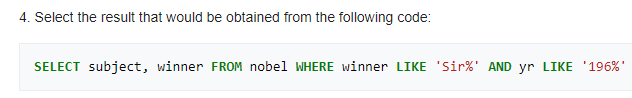 4. Select the result that would be obtained from the following code:
SELECT subject, winner FROM nobel WHERE winner LIKE 'Sir%' AND yr LIKE '196%'